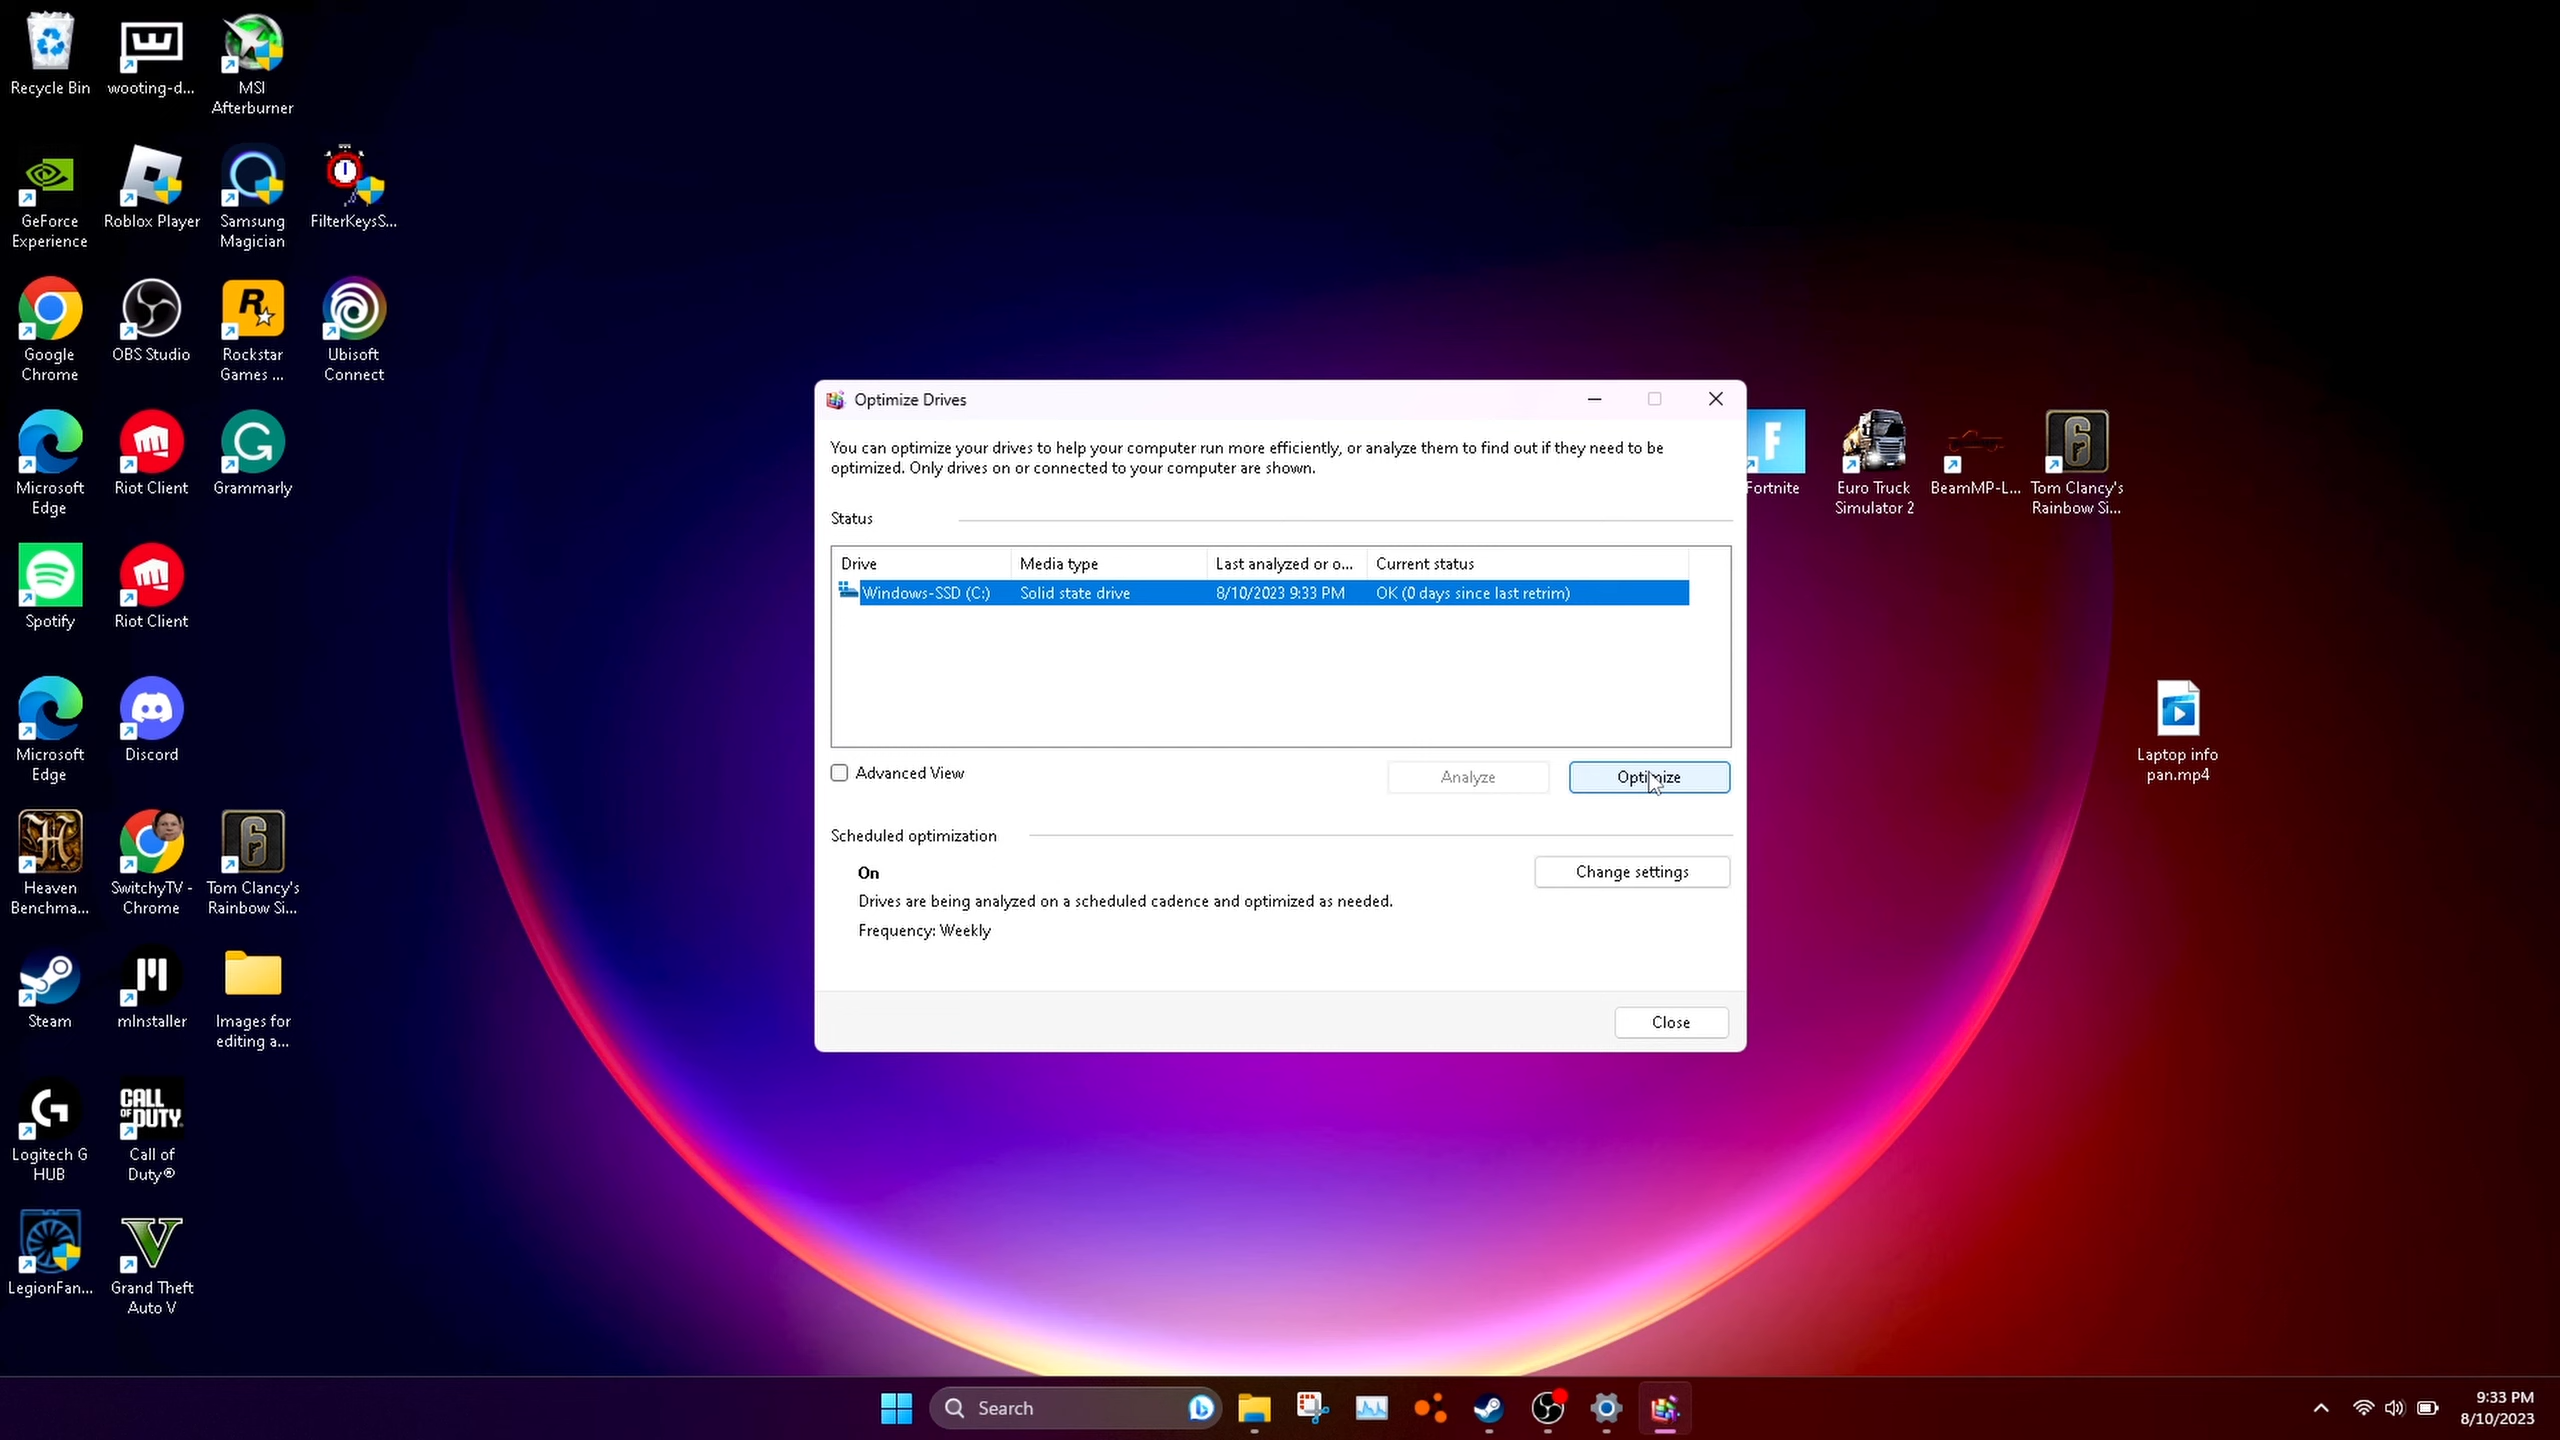 Recycle Bin
wooting-d...
MSI
Afterburner
GeForce
Experience
Roblox Player
Samsung
Magician
FilterKeysS...
Google
Chrome
OBS Studio
Rockstar
Games ...
Ubisoft
Connect
Microsoft
Edge
Riot Client
Grammarly
Spotify
Riot Client
Microsoft
Edge
Discord
Heaven
Benchma...
SwitchyTV -
Chrome
Tom Clancy's
Rainbow Si...
Steam
mInstaller
Images for
editing a...
Logitech G
HUB
CALL
OF DUTY
Call of
Duty®
LegionFan...
Grand Theft
Auto V
Optimize Drives
You can optimize your drives to help your computer run more efficiently, or analyze them to find out if they need to be
optimized. Only drives on or connected to your computer are shown.
Status
Drive Media type Last analyzed or o... Current status
Windows-SSD (C:) Solid state drive 8/10/2023 9:33 PM OK (0 days since last retrim)
Advanced View
Analyze
Optimize
Scheduled optimization
On
Change settings
Drives are being analyzed on a scheduled cadence and optimized as needed.
Frequency: Weekly
Close
Fortnite
Euro Truck
Simulator 2
BeamMP-L...
Tom Clancy's
Rainbow Si...
Laptop info
pan.mp4
Search
9:33 PM
8/10/2023